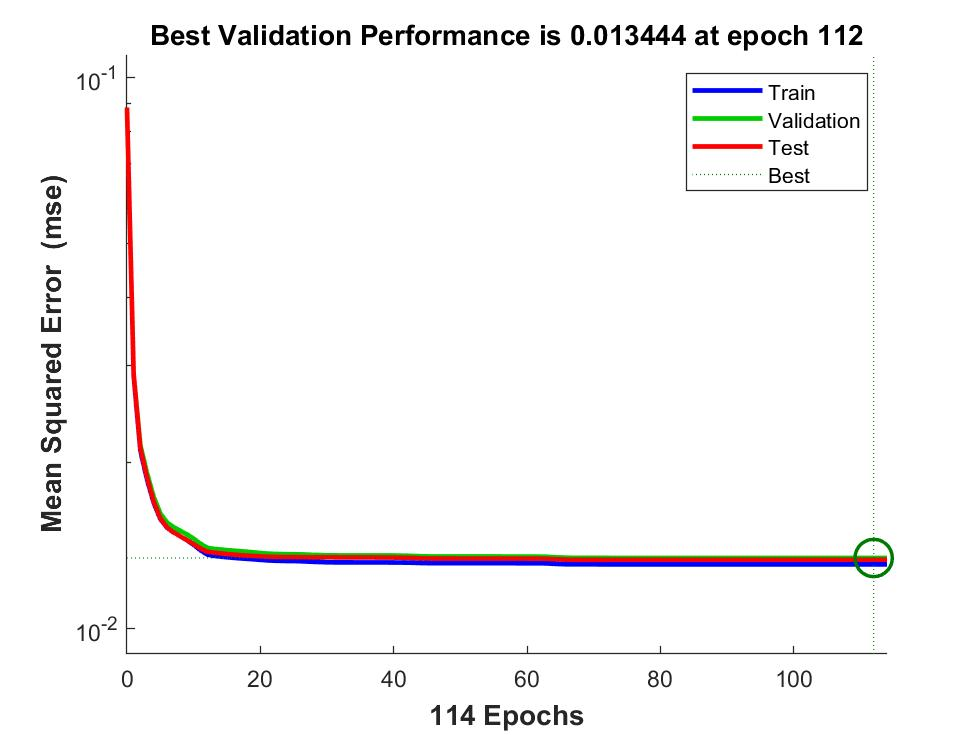 Best Validation Performance is 0.013444 at epoch 112
10-1
Train
Validation
Test
Best
Mean Squared Error (mse)
10-2
0 20 40 60 80 100
114 Epochs